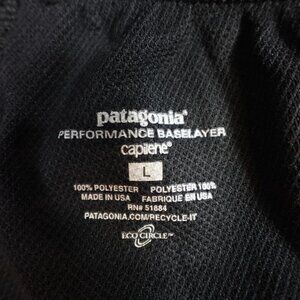 patagonia®
PERFORMANCE BASELAYER
capilene®
L
100% POLYESTER POLYESTER 100%
MADE IN USA FABRIQUE EN USA
RN# 51884
PATAGONIA.COM/RECYCLE-IT
ECO CIRCLE™